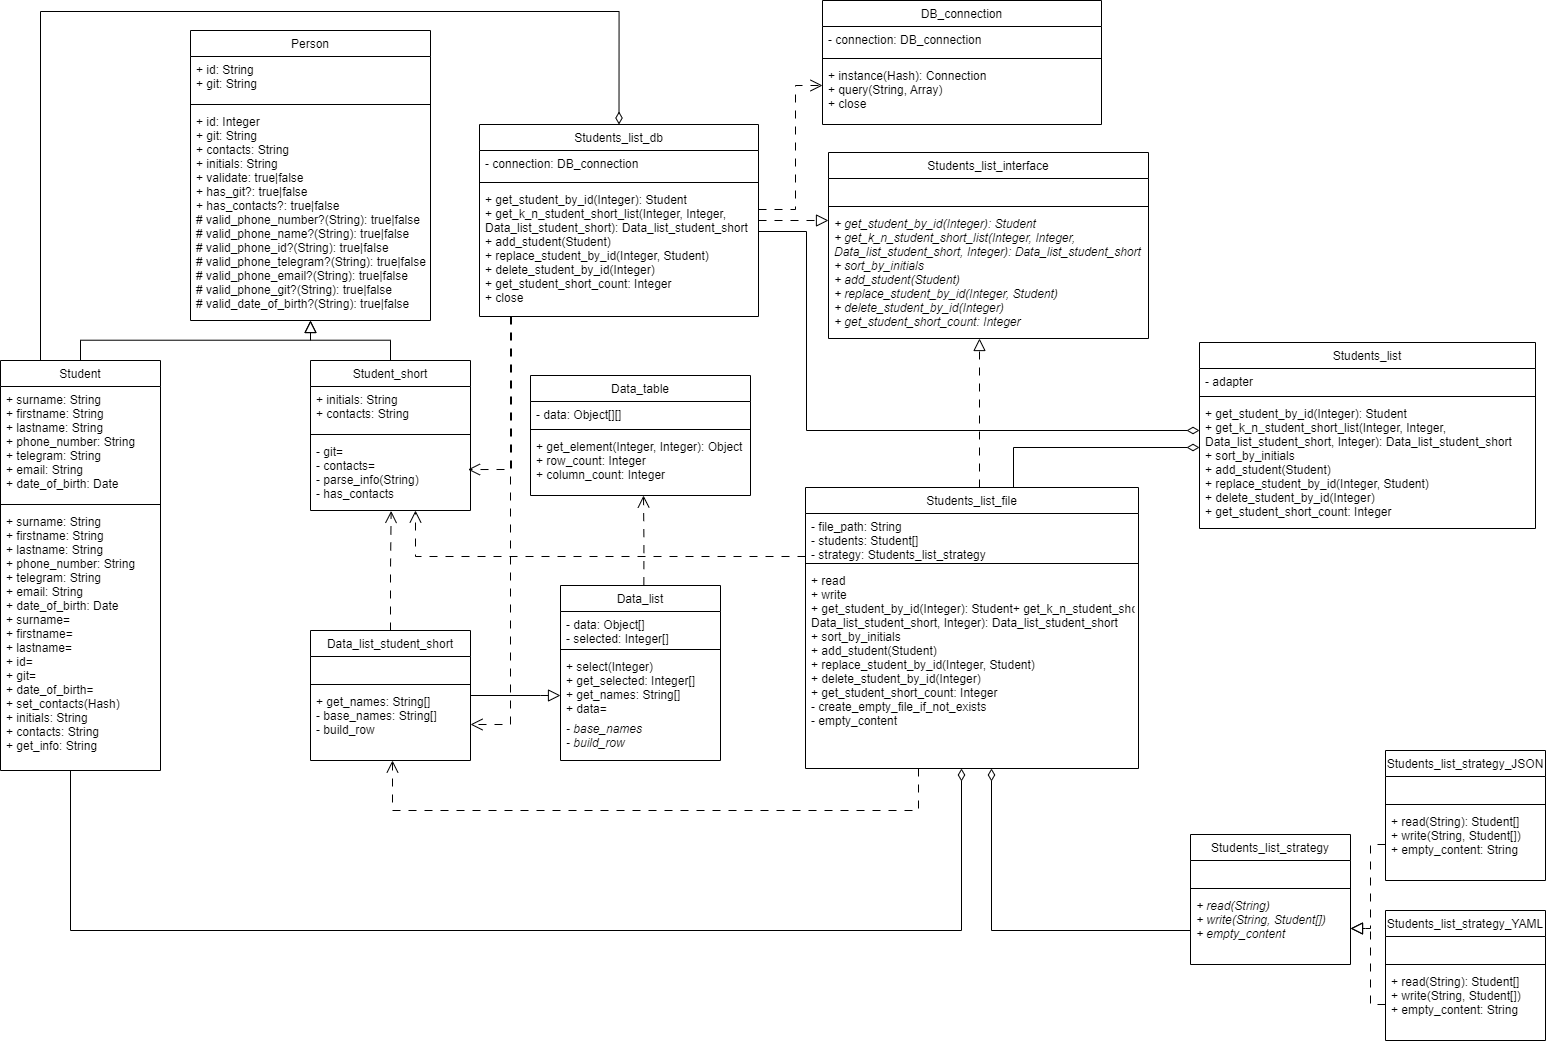 DB_connection
- connection: DB_connection
+ instance(Hash): Connection
+ query(String, Array)
+ close
Person
+ id: String
+ git: String
+ id: Integer
+ git: String
+ contacts: String
+ initials: String
+ validate: true|false
+ has_git?: true|false
+ has_contacts?: true|false
# valid_phone_number?(String): true|false
# valid_phone_name?(String): true|false
# valid_phone_id?(String): true|false
# valid_phone_telegram?(String): true|false
# valid_phone_email?(String): true|false
# valid_phone_git?(String): true|false
# valid_date_of_birth?(String): true|false
Students_list_db
- connection: DB_connection
+ get_student_by_id(Integer): Student
+ get_k_n_student_short_list(Integer, Integer,
Data_list_student_short): Data_list_student_short
+ add_student(Student)
+ replace_student_by_id(Integer, Student)
+ delete_student_by_id(Integer)
+ get_student_short_count: Integer
+ close
Students_list_interface
+ get_student_by_id(Integer): Student
+ get_k_n_student_short_list(Integer, Integer,
Data_list_student_short, Integer): Data_list_student_short
+ sort_by_initials
+ add_student(Student)
+ replace_student_by_id(Integer, Student)
+ delete_student_by_id(Integer)
+ get_student_short_count: Integer
Students_list
- adapter
+ get_student_by_id(Integer): Student
+ get_k_n_student_short_list(Integer, Integer,
Data_list_student_short, Integer): Data_list_student_short
+ sort_by_initials
+ add_student(Student)
+ replace_student_by_id(Integer, Student)
+ delete_student_by_id(Integer)
+ get_student_short_count: Integer
Student
+ surname: String
+ firstname: String
+ lastname: String
+ phone_number: String
+ telegram: String
+ email: String
+ date_of_birth: Date
+ surname: String
+ firstname: String
+ lastname: String
+ phone_number: String
+ telegram: String
+ email: String
+ date_of_birth: Date
+ surname=
+ firstname=
+ lastname=
+ id=
+ git=
+ date_of_birth=
+ set_contacts(Hash)
+ initials: String
+ contacts: String
+ get_info: String
Student_short
+ initials: String
+ contacts: String
- git=
- contacts=
- parse_info(String)
- has_contacts
Data_table
- data: Object[][]
+ get_element(Integer, Integer): Object
+ row_count: Integer
+ column_count: Integer
Students_list_file
- file_path: String
- students: Student[]
- strategy: Students_list_strategy
+ read
+ write
+ get_student_by_id(Integer): Student+ get_k_n_student_sho
Data_list_student_short, Integer): Data_list_student_short
+ sort_by_initials
+ add_student(Student)
+ replace_student_by_id(Integer, Student)
+ delete_student_by_id(Integer)
+ get_student_short_count: Integer
- create_empty_file_if_not_exists
- empty_content
Data_list
- data: Object[]
- selected: Integer[]
+ select(Integer)
+ get_selected: Integer[]
+ get_names: String[]
+ data=
- base_names
- build_row
Data_list_student_short
+ get_names: String[]
- base_names: String[]
- build_row
Students_list_strategy_JSON
+ read(String): Student[]
+ write(String, Student[])
+ empty_content: String
Students_list_strategy
+ read(String)
+ write(String, Student[])
+ empty_content
Students_list_strategy_YAML
+ read(String): Student[]
+ write(String, Student[])
+ empty_content: String